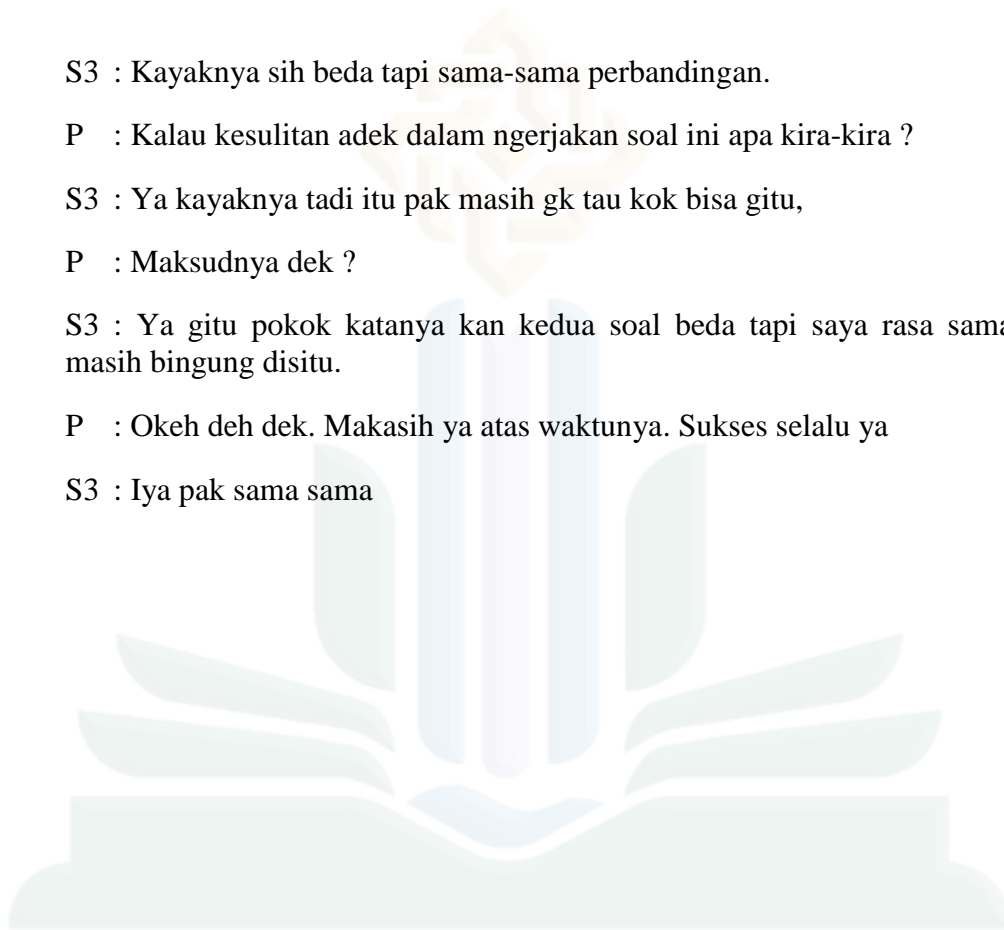 S3 : Kayaknya sih beda tapi sama-sama perbandingan.
P : Kalau kesulitan adek dalam ngerjakan soal ini apa kira-kira ?
S3 : Ya kayaknya tadi itu pak masih gk tau kok bisa gitu,
P : Maksudnya dek ?
S3 : Ya gitu pokok katanya kan kedua soal beda tapi saya rasa sama
masih bingung disitu.
P : Okeh deh dek. Makasih ya atas waktunya. Sukses selalu ya
S3 : Iya pak sama sama